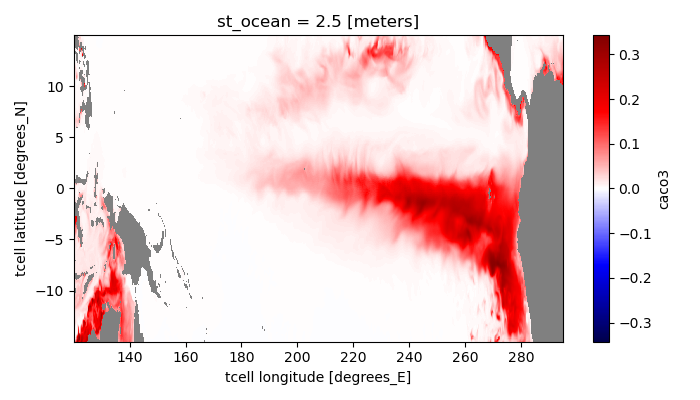 st_ocean = 2.5 [meters]
10
5
0
−5
−10
tcell latitude [degrees_N]
140 160 180 200 220 240 260 280
tcell longitude [degrees_E]
0.3
0.2
0.1
0.0
−0.1
−0.2
−0.3
caco3